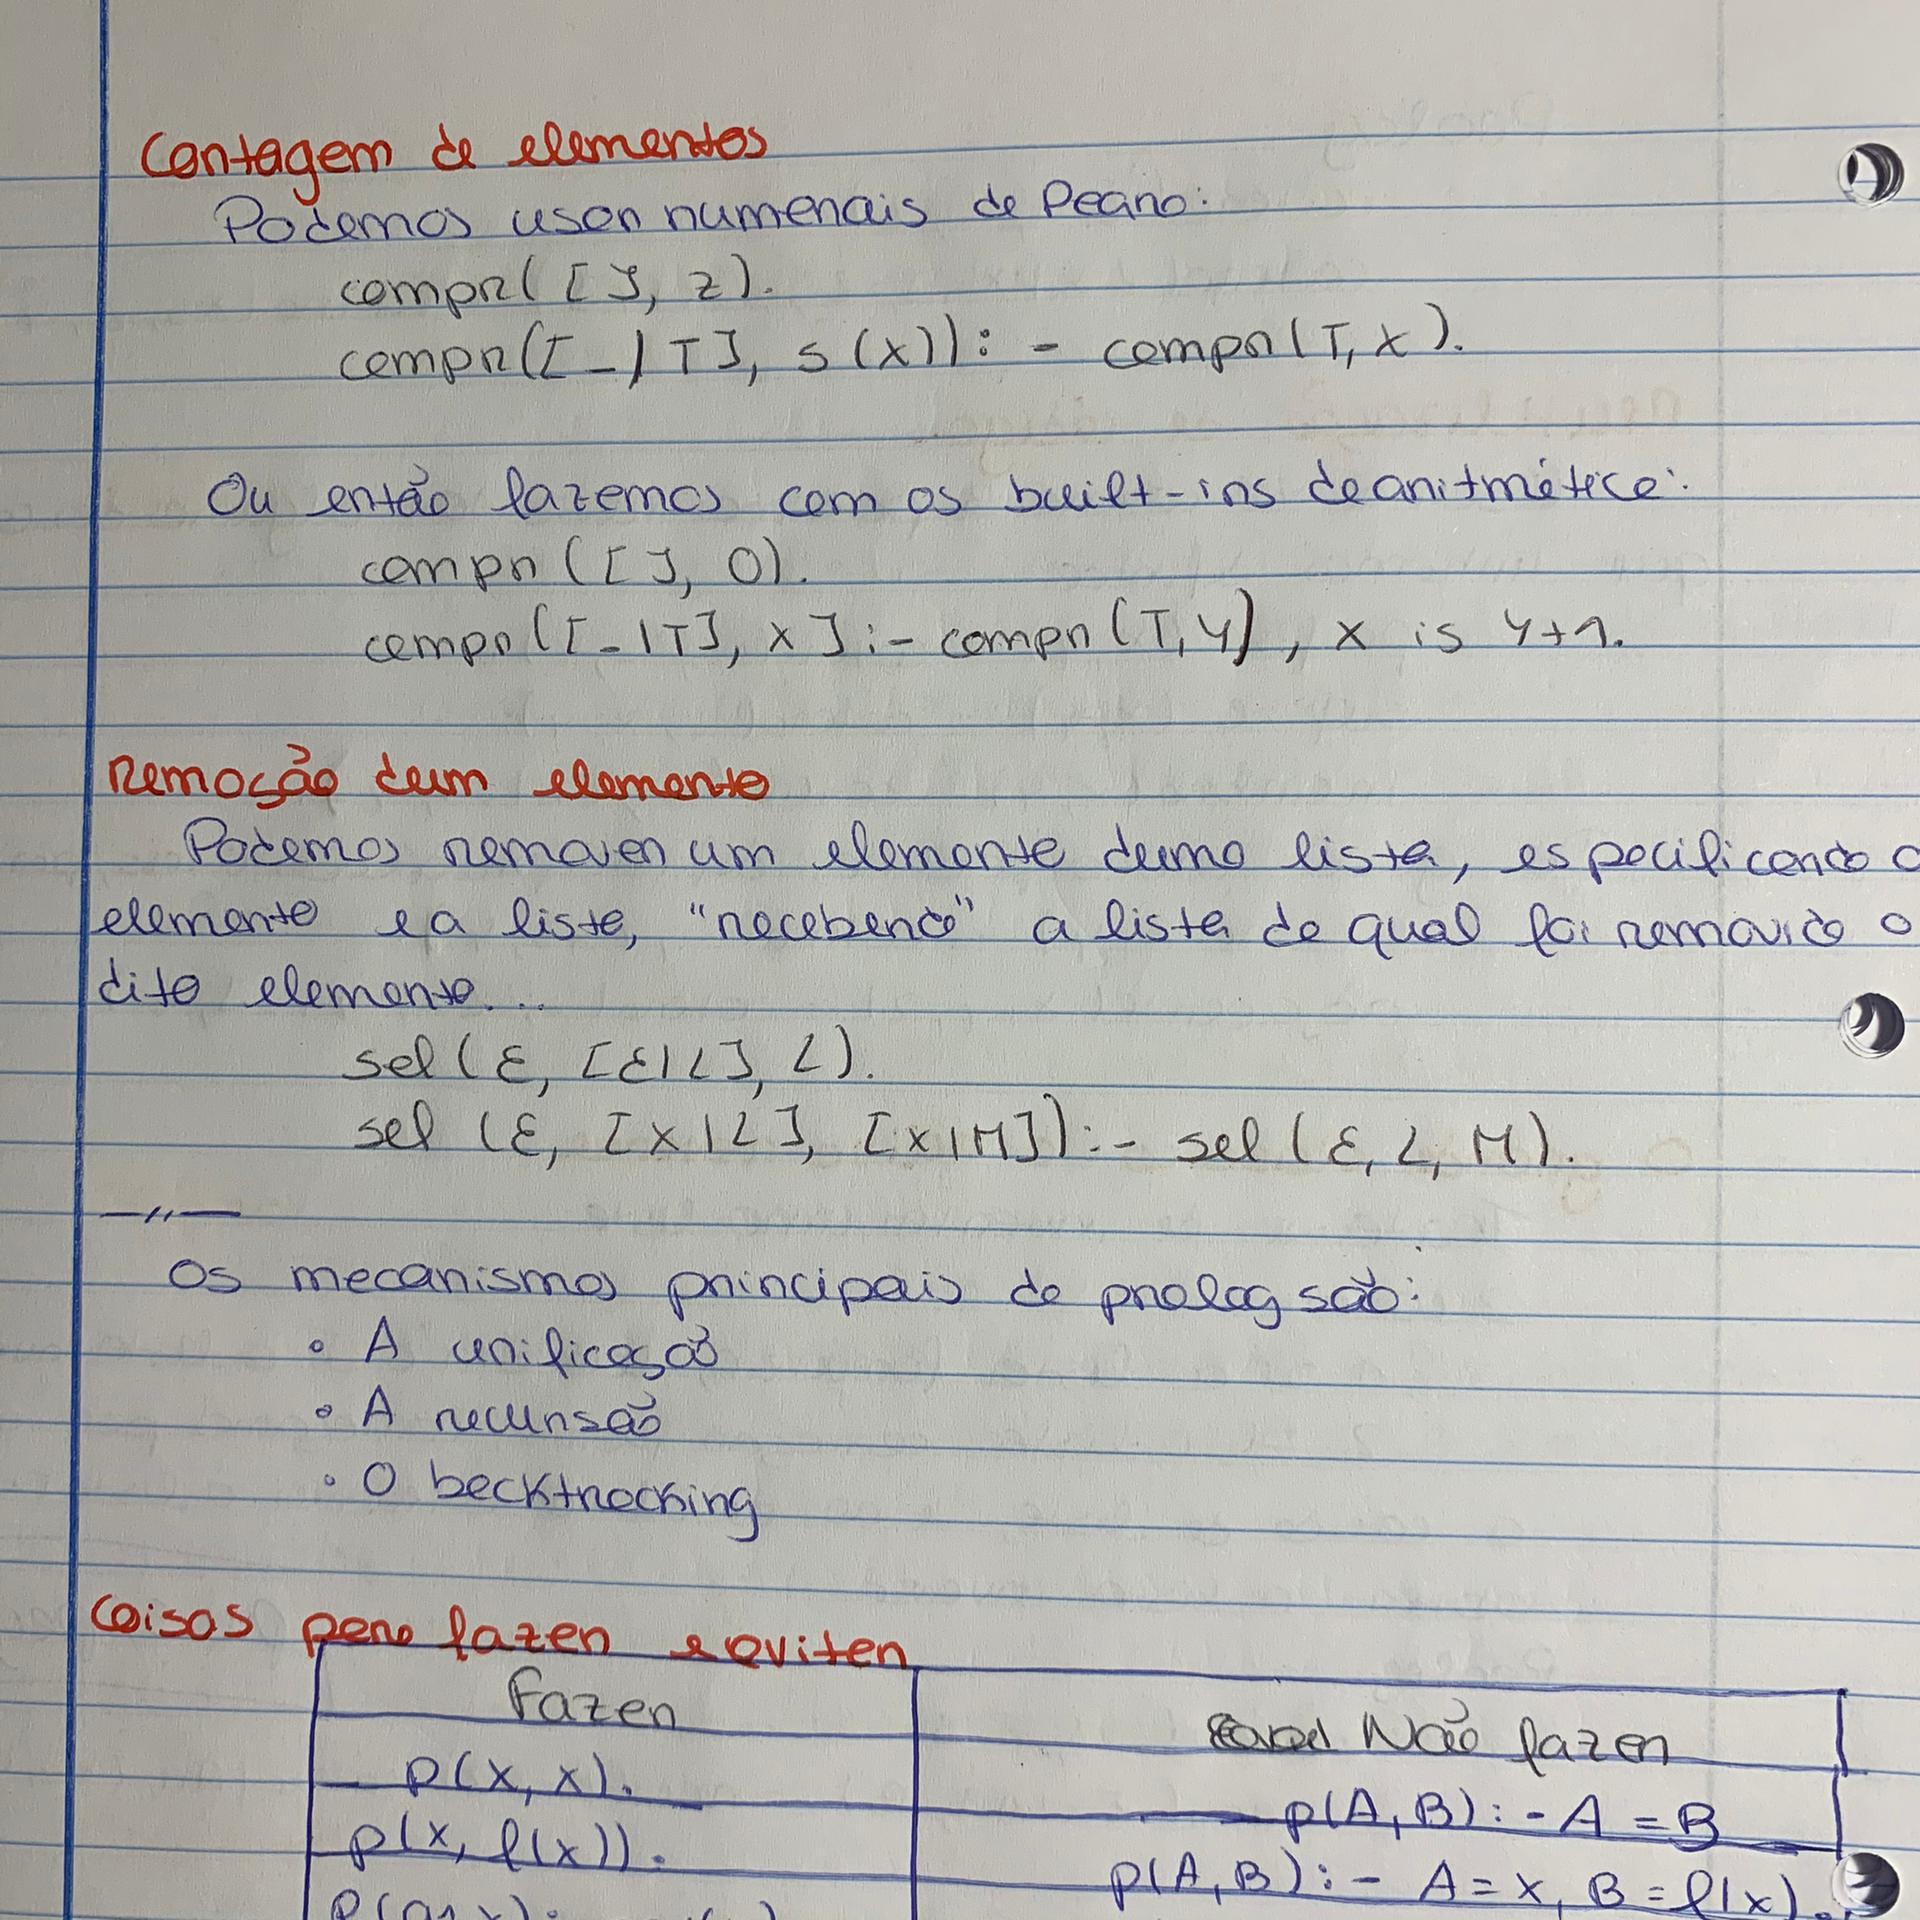 Contagem de elementos
Podemos usar numerais de Peano:
compr([], z).
compr([_|T], s(X)):- compr(T, X).
Ou então fazemos com os built-ins de aritmética:
compr([], 0).
compr([_|T], X]:- compr(T, Y), X is Y+1.
Remoção dum elemento
Podemos remover um elemento duma lista, especificando o
elemento e a lista, "recebendo" a lista de qual foi removido o
dito elemento...
sel(E, [E|L], L).
sel(E, [X|L], [X|M]):- sel(E, L, M).
—〃—
Os mecanismos principais do prolog são:
• A unificação
• A recursão
• O backtracking
Coisas para fazer e evitar
Fazer
Não fazer
p(X, X).
p(A, B):- A = B
p(X, f(X)).
p(A, B):- A = X, B = f(X).